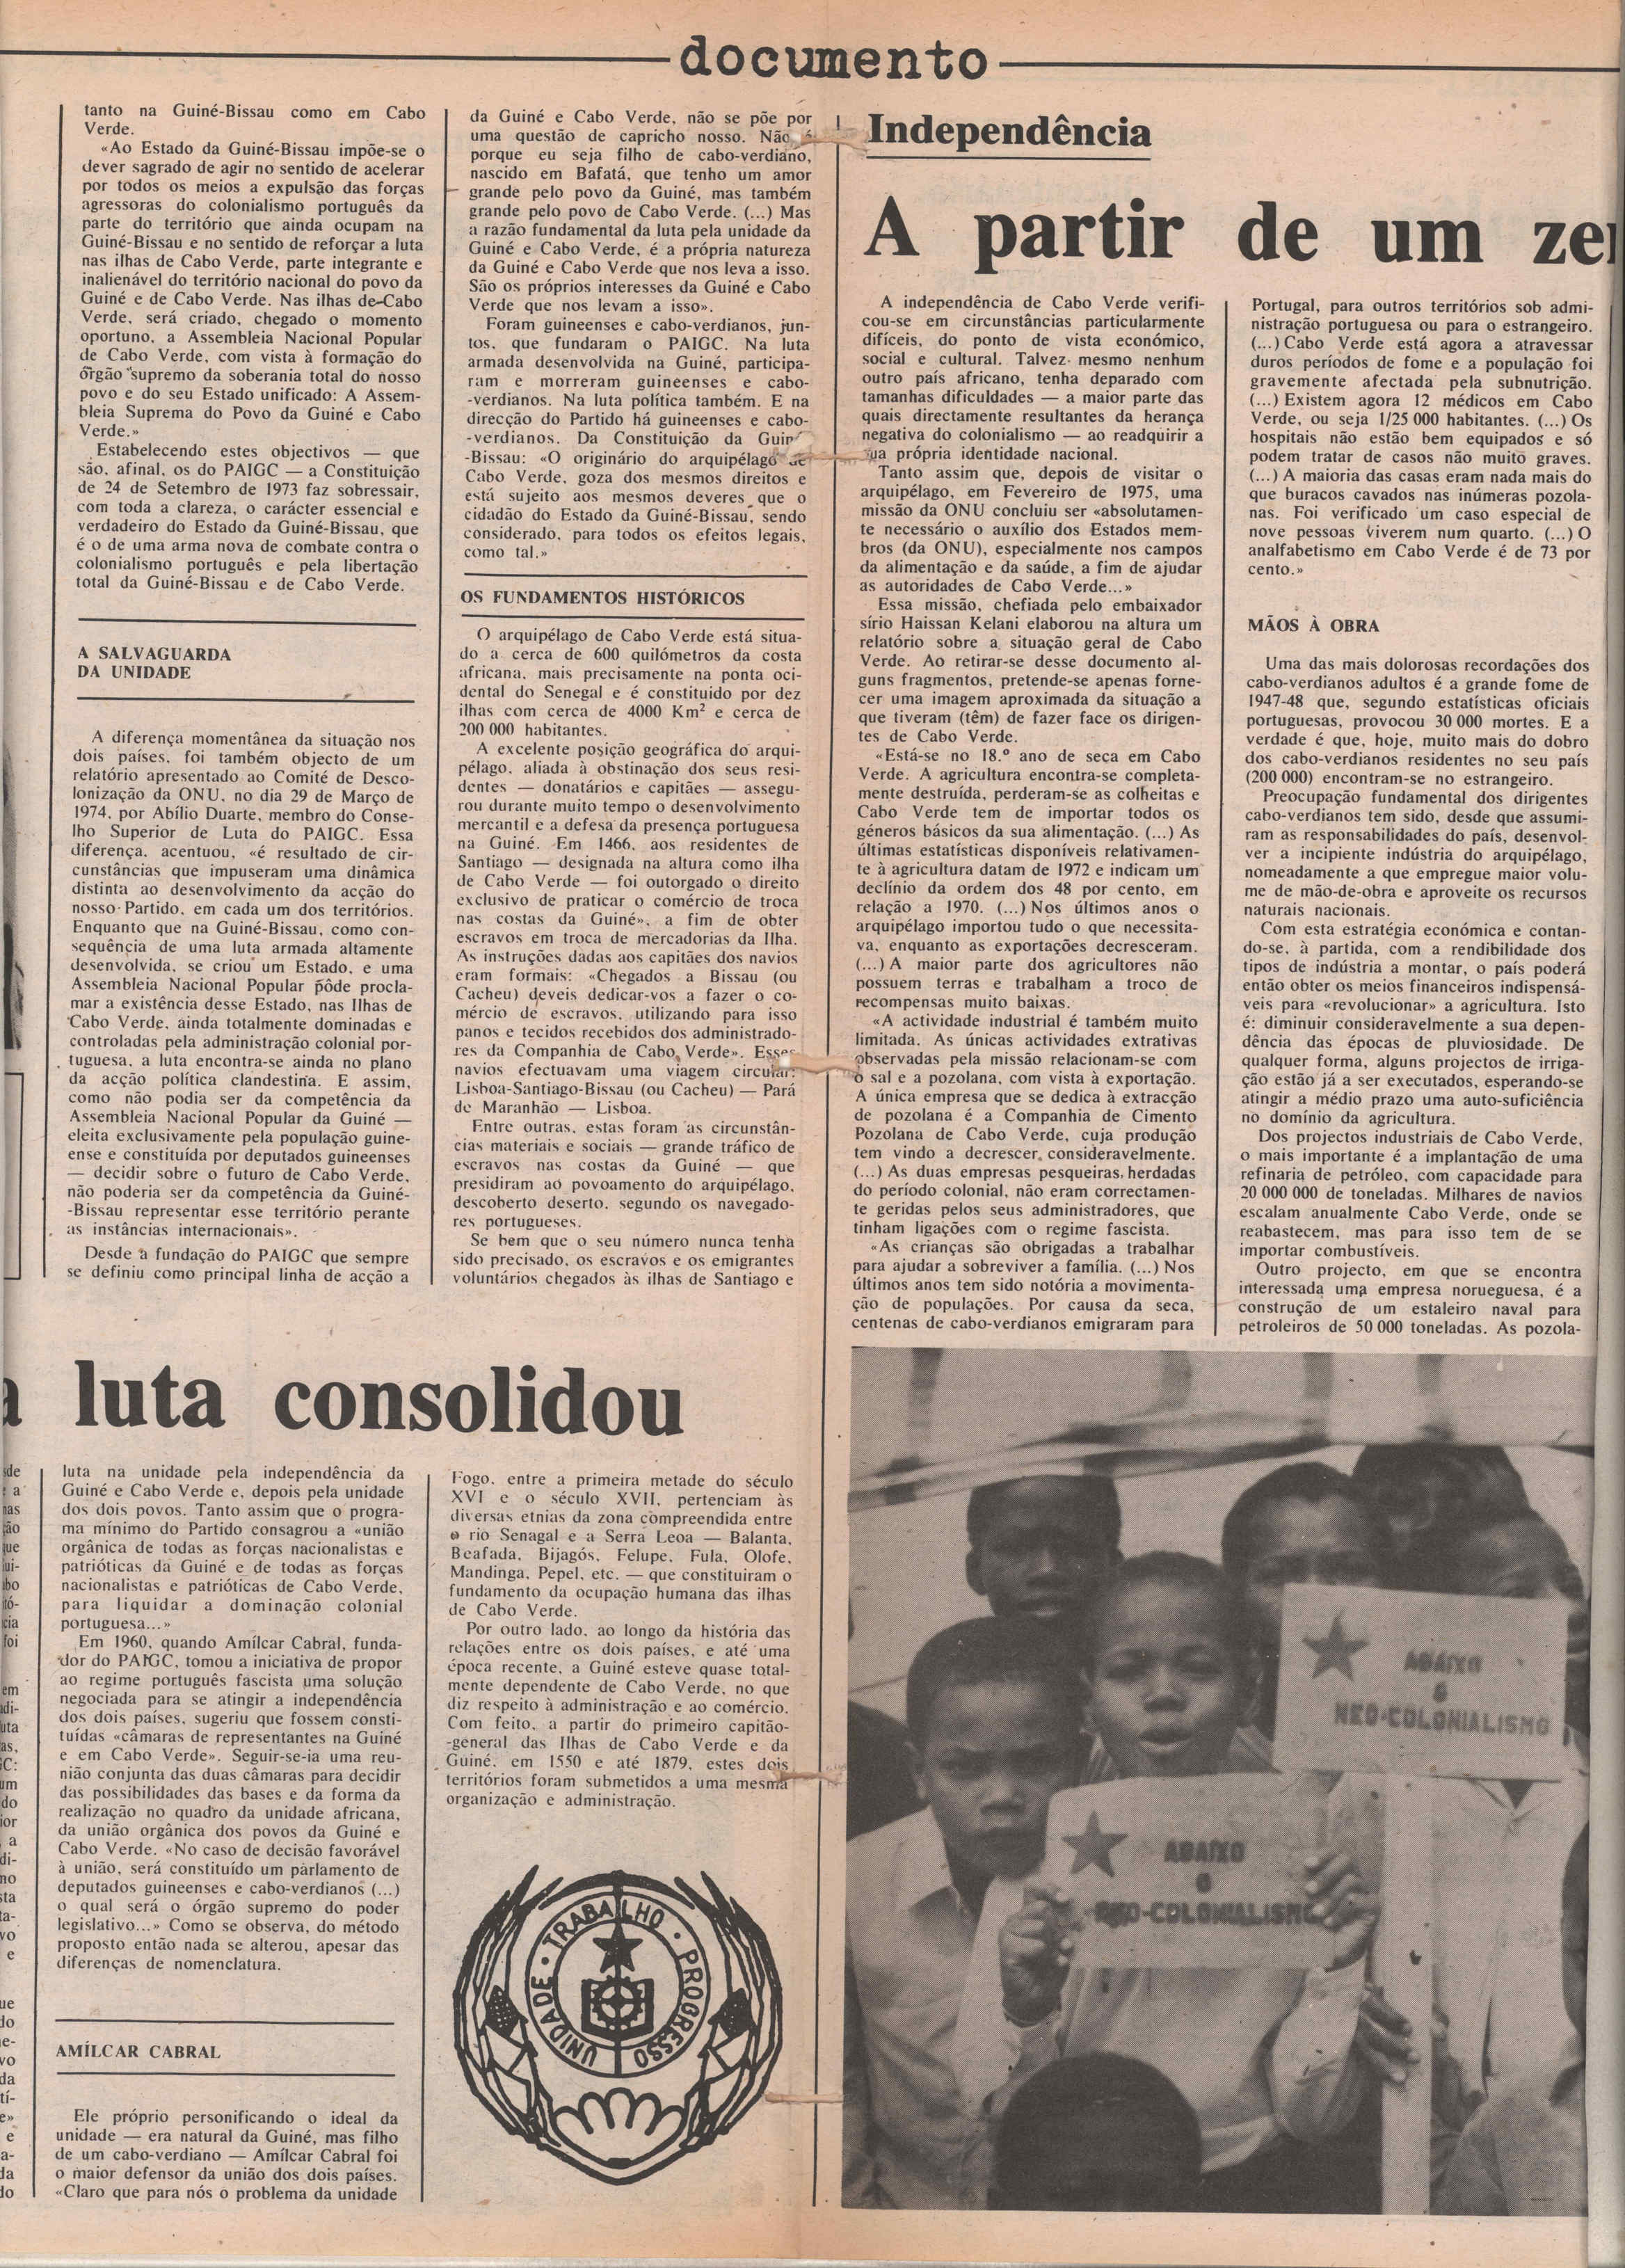 documento
luta consolidou
tanto na Guiné-Bissau como em Cabo
Verde.
«Ao Estado da Guiné-Bissau impõe-se o
dever sagrado de agir no sentido de acelerar
por todos os meios a expulsão das forças
agressoras do colonialismo português da
parte do território que ainda ocupam na
Guiné-Bissau e no sentido de reforçar a luta
nas ilhas de Cabo Verde, parte integrante e
inalienável do território nacional do povo da
Guiné e de Cabo Verde. Nas ilhas de Cabo
Verde, será criado, chegado o momento
oportuno, a Assembleia Nacional Popular
de Cabo Verde, com vista à formação do
órgão supremo da soberania total do nosso
povo e do seu Estado unificado: A Assem-
bleia Suprema do Povo da Guiné e Cabo
Verde.»
Estabelecendo estes objectivos — que
são, afinal, os do PAIGC — a Constituição
de 24 de Setembro de 1973 faz sobressair,
com toda a clareza, o carácter essencial e
verdadeiro do Estado da Guiné-Bissau, que
é o de uma arma nova de combate contra o
colonialismo português e pela libertação
total da Guiné-Bissau e de Cabo Verde.
A SALVAGUARDA
DA UNIDADE
A diferença momentânea da situação nos
dois países, foi também objecto de um
relatório apresentado ao Comité de Desco-
lonização da ONU, no dia 29 de Março de
1974, por Abílio Duarte, membro do Conse-
lho Superior de Luta do PAIGC. Essa
diferença, acentuou, «é resultado de cir-
cunstâncias que impuseram uma dinâmica
distinta ao desenvolvimento da acção do
nosso Partido, em cada um dos territórios.
Enquanto que na Guiné-Bissau, como con-
sequência de uma luta armada altamente
desenvolvida, se criou um Estado, e uma
Assembleia Nacional Popular pôde procla-
mar a existência desse Estado, nas Ilhas de
Cabo Verde, ainda totalmente dominadas e
controladas pela administração colonial por-
tuguesa, a luta encontra-se ainda no plano
da acção política clandestina. E assim,
como não podia ser da competência da
Assembleia Nacional Popular da Guiné —
eleita exclusivamente pela população guine-
ense e constituída por deputados guineenses
— decidir sobre o futuro de Cabo Verde,
não poderia ser da competência da Guiné-
-Bissau representar esse território perante
as instâncias internacionais».
Desde a fundação do PAIGC que sempre
se definiu como principal linha de acção a
luta na unidade pela independência da
Guiné e Cabo Verde e, depois pela unidade
dos dois povos. Tanto assim que o progra-
ma mínimo do Partido consagrou a «união
orgânica de todas as forças nacionalistas e
patrióticas da Guiné e de todas as forças
nacionalistas e patrióticas de Cabo Verde,
para liquidar a dominação colonial
portuguesa...»
Em 1960, quando Amílcar Cabral, funda-
dor do PAIGC, tomou a iniciativa de propor
ao regime português fascista uma solução
negociada para se atingir a independência
dos dois países, sugeriu que fossem consti-
tuídas «câmaras de representantes na Guiné
e em Cabo Verde». Seguir-se-ia uma reu-
nião conjunta das duas câmaras para decidir
das possibilidades das bases e da forma da
realização no quadro da unidade africana,
da união orgânica dos povos da Guiné e
Cabo Verde. «No caso de decisão favorável
à união, será constituído um parlamento de
deputados guineenses e cabo-verdianos (...)
o qual será o órgão supremo do poder
legislativo...» Como se observa, do método
proposto então nada se alterou, apesar das
diferenças de nomenclatura.
AMÍLCAR CABRAL
Ele próprio personificando o ideal da
unidade — era natural da Guiné, mas filho
de um cabo-verdiano — Amílcar Cabral foi
o maior defensor da união dos dois países.
«Claro que para nós o problema da unidade
da Guiné e Cabo Verde, não se põe por
uma questão de capricho nosso. Não é
porque eu seja filho de cabo-verdiano,
nascido em Bafatá, que tenho um amor
grande pelo povo da Guiné, mas também
grande pelo povo de Cabo Verde. (...) Mas
a razão fundamental da luta pela unidade da
Guiné e Cabo Verde, é a própria natureza
da Guiné e Cabo Verde que nos leva a isso.
São os próprios interesses da Guiné e Cabo
Verde que nos levam a isso».
Foram guineenses e cabo-verdianos, jun-
tos, que fundaram o PAIGC. Na luta
armada desenvolvida na Guiné, participa-
ram e morreram guineenses e cabo-
-verdianos. Na luta política também. E na
direcção do Partido há guineenses e cabo-
-verdianos. Da Constituição da Guiné
-Bissau: «O originário do arquipélago de
Cabo Verde, goza dos mesmos direitos e
está sujeito aos mesmos deveres que o
cidadão do Estado da Guiné-Bissau, sendo
considerado, para todos os efeitos legais,
como tal.»
OS FUNDAMENTOS HISTÓRICOS
O arquipélago de Cabo Verde está situa-
do a cerca de 600 quilómetros da costa
africana, mais precisamente na ponta oci-
dental do Senegal e é constituido por dez
ilhas com cerca de 4000 Km² e cerca de
200 000 habitantes.
A excelente posição geográfica do arqui-
pélago, aliada à obstinação dos seus resi-
dentes — donatários e capitães — assegu-
rou durante muito tempo o desenvolvimento
mercantil e a defesa da presença portuguesa
na Guiné. Em 1466, aos residentes de
Santiago — designada na altura como ilha
de Cabo Verde — foi outorgado o direito
exclusivo de praticar o comércio de troca
nas costas da Guiné», a fim de obter
escravos em troca de mercadorias da Ilha.
As instruções dadas aos capitães dos navios
eram formais: «Chegados a Bissau (ou
Cacheu) deveis dedicar-vos a fazer o co-
mércio de escravos, utilizando para isso
panos e tecidos recebidos dos administrado-
res da Companhia de Cabo Verde». Esses
navios efectuavam uma viagem circular:
Lisboa-Santiago-Bissau (ou Cacheu) — Pará
de Maranhão — Lisboa.
Entre outras, estas foram as circunstân-
cias materiais e sociais — grande tráfico de
escravos nas costas da Guiné — que
presidiram ao povoamento do arquipélago,
descoberto deserto, segundo os navegado-
res portugueses.
Se bem que o seu número nunca tenha
sido precisado, os escravos e os emigrantes
voluntários chegados às ilhas de Santiago e
Fogo, entre a primeira metade do século
XVI e o século XVII, pertenciam às
diversas etnias da zona compreendida entre
o rio Senagal e a Serra Leoa — Balanta,
Beafada, Bijagós, Felupe, Fula, Olofe,
Mandinga, Pepel, etc. — que constituiram o
fundamento da ocupação humana das ilhas
de Cabo Verde.
Por outro lado, ao longo da história das
relações entre os dois países, e até uma
época recente, a Guiné esteve quase total-
mente dependente de Cabo Verde, no que
diz respeito à administração e ao comércio.
Com feito, a partir do primeiro capitão-
-general das Ilhas de Cabo Verde e da
Guiné, em 1550 e até 1879, estes dois
territórios foram submetidos a uma mesma
organização e administração.
UNIDADE · TRABALHO · PROGRESSO
Independência
A partir de um
A independência de Cabo Verde verifi-
cou-se em circunstâncias particularmente
difíceis, do ponto de vista económico,
social e cultural. Talvez mesmo nenhum
outro país africano, tenha deparado com
tamanhas dificuldades — a maior parte das
quais directamente resultantes da herança
negativa do colonialismo — ao readquirir a
sua própria identidade nacional.
Tanto assim que, depois de visitar o
arquipélago, em Fevereiro de 1975, uma
missão da ONU concluiu ser «absolutamen-
te necessário o auxílio dos Estados mem-
bros (da ONU), especialmente nos campos
da alimentação e da saúde, a fim de ajudar
as autoridades de Cabo Verde...»
Essa missão, chefiada pelo embaixador
sírio Haissan Kelani elaborou na altura um
relatório sobre a situação geral de Cabo
Verde. Ao retirar-se desse documento al-
guns fragmentos, pretende-se apenas forne-
cer uma imagem aproximada da situação a
que tiveram (têm) de fazer face os dirigen-
tes de Cabo Verde.
«Está-se no 18.º ano de seca em Cabo
Verde. A agricultura encontra-se completa-
mente destruída, perderam-se as colheitas e
Cabo Verde tem de importar todos os
géneros básicos da sua alimentação. (...) As
últimas estatísticas disponíveis relativamen-
te à agricultura datam de 1972 e indicam um
declínio da ordem dos 48 por cento, em
relação a 1970. (...) Nos últimos anos o
arquipélago importou tudo o que necessita-
va, enquanto as exportações decresceram.
(...) A maior parte dos agricultores não
possuem terras e trabalham a troco de
recompensas muito baixas.
«A actividade industrial é também muito
limitada. As únicas actividades extrativas
observadas pela missão relacionam-se com
o sal e a pozolana, com vista à exportação.
A única empresa que se dedica à extracção
de pozolana é a Companhia de Cimento
Pozolana de Cabo Verde, cuja produção
tem vindo a decrescer consideravelmente.
(...) As duas empresas pesqueiras, herdadas
do período colonial, não eram correctamen-
te geridas pelos seus administradores, que
tinham ligações com o regime fascista.
«As crianças são obrigadas a trabalhar
para ajudar a sobreviver a família. (...) Nos
últimos anos tem sido notória a movimenta-
ção de populações. Por causa da seca,
centenas de cabo-verdianos emigraram para
Portugal, para outros territórios sob admi-
nistração portuguesa ou para o estrangeiro.
(...) Cabo Verde está agora a atravessar
duros períodos de fome e a população foi
gravemente afectada pela subnutrição.
(...) Existem agora 12 médicos em Cabo
Verde, ou seja 1/25 000 habitantes. (...) Os
hospitais não estão bem equipados e só
podem tratar de casos não muito graves.
(...) A maioria das casas eram nada mais do
que buracos cavados nas inúmeras pozola-
nas. Foi verificado um caso especial de
nove pessoas viverem num quarto. (...) O
analfabetismo em Cabo Verde é de 73 por
cento.»
MÃOS À OBRA
Uma das mais dolorosas recordações dos
cabo-verdianos adultos é a grande fome de
1947-48 que, segundo estatísticas oficiais
portuguesas, provocou 30 000 mortes. E a
verdade é que, hoje, muito mais do dobro
dos cabo-verdianos residentes no seu país
(200 000) encontram-se no estrangeiro.
Preocupação fundamental dos dirigentes
cabo-verdianos tem sido, desde que assumi-
ram as responsabilidades do país, desenvol-
ver a incipiente indústria do arquipélago,
nomeadamente a que empregue maior volu-
me de mão-de-obra e aproveite os recursos
naturais nacionais.
Com esta estratégia económica e contan-
do-se, à partida, com a rendibilidade dos
tipos de indústria a montar, o país poderá
então obter os meios financeiros indispensá-
veis para «revolucionar» a agricultura. Isto
é: diminuir consideravelmente a sua depen-
dência das épocas de pluviosidade. De
qualquer forma, alguns projectos de irriga-
ção estão já a ser executados, esperando-se
atingir a médio prazo uma auto-suficiência
no domínio da agricultura.
Dos projectos industriais de Cabo Verde,
o mais importante é a implantação de uma
refinaria de petróleo, com capacidade para
20 000 000 de toneladas. Milhares de navios
escalam anualmente Cabo Verde, onde se
reabastecem, mas para isso tem de se
importar combustíveis.
Outro projecto, em que se encontra
interessada uma empresa norueguesa, é a
construção de um estaleiro naval para
petroleiros de 50 000 toneladas. As pozola-
ABAIXO
O
NEO-COLONIALISMO
ABAIXO
O
NEO-COLONIALISMO